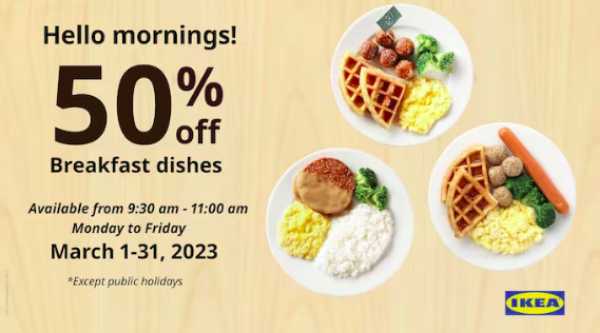 Hello mornings!
50% off
Breakfast dishes
Available from 9:30 am - 11:00 am
Monday to Friday
March 1-31, 2023
*Except public holidays
IKEA